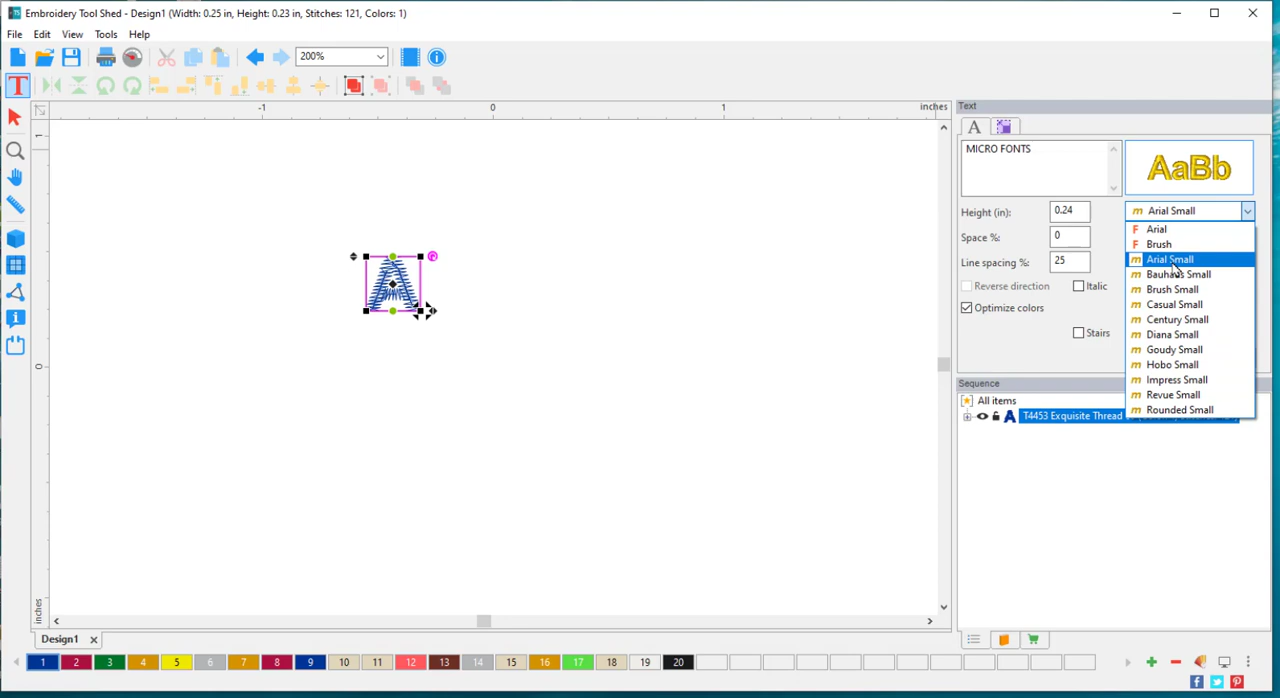 Embroidery Tool Shed - Design1 (Width: 0.25 in, Height: 0.23 in, Stitches: 121, Colors: 1)
File Edit View Tools Help
200%
-1 0 1 inches
1
0
inches
A
Text
A
MICRO FONTS
AaBb
Height (in): 0.24
Arial Small
Space %: 0
Line spacing %: 25
Reverse direction
Italic
Optimize colors
Stairs
Arial
Brush
Arial Small
Bauhaus Small
Brush Small
Casual Small
Century Small
Diana Small
Goudy Small
Hobo Small
Impress Small
Revue Small
Rounded Small
Sequence
All items
T4453 Exquisite Thread
Design1
1 2 3 4 5 6 7 8 9 10 11 12 13 14 15 16 17 18 19 20